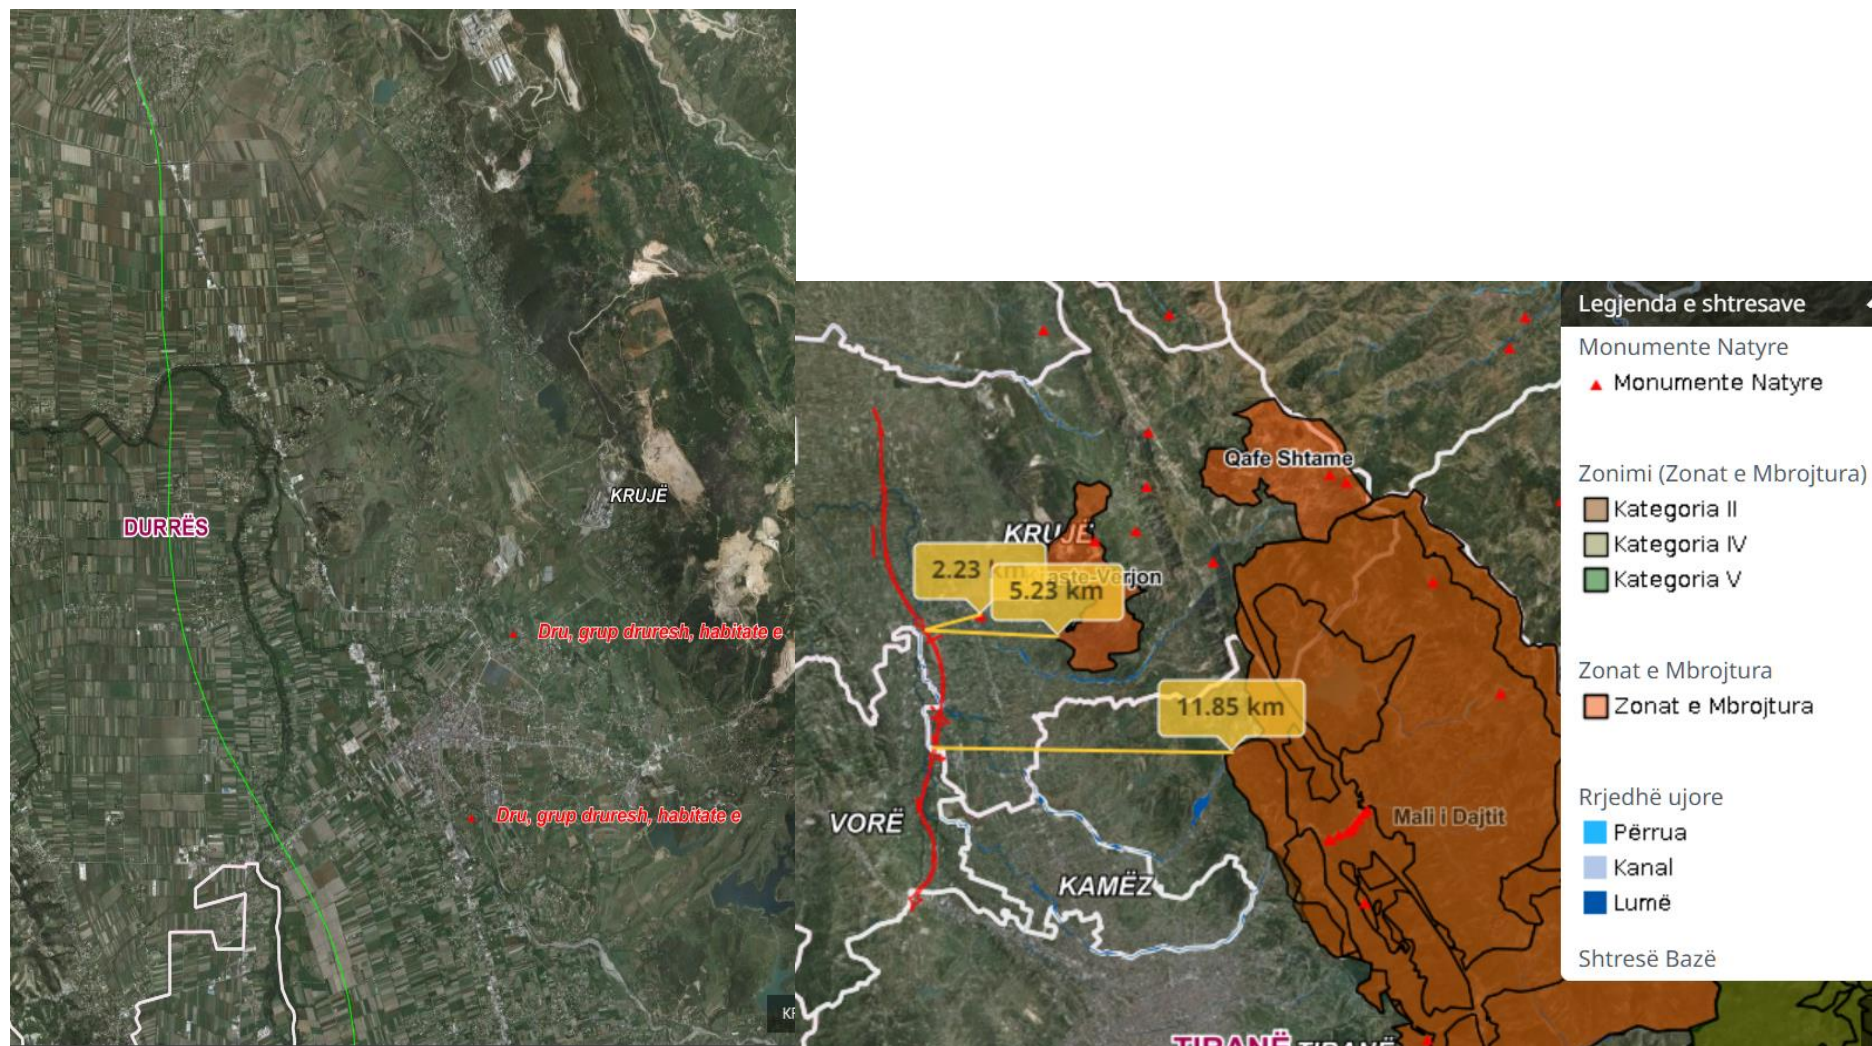 KRUJË
DURRËS
Dru, grup druresh, habitate e
Dru, grup druresh, habitate e
Qafe Shtame
KRUJË
2.23 km
5.23 km
11.85 km
VORË
Mali i Dajtit
KAMËZ
TIRANË TIRANË
Legjenda e shtresave
Monumente Natyre
Monumente Natyre
Zonimi (Zonat e Mbrojtura)
Kategoria II
Kategoria IV
Kategoria V
Zonat e Mbrojtura
Zonat e Mbrojtura
Rrjedhë ujore
Përrua
Kanal
Lumë
Shtresë Bazë